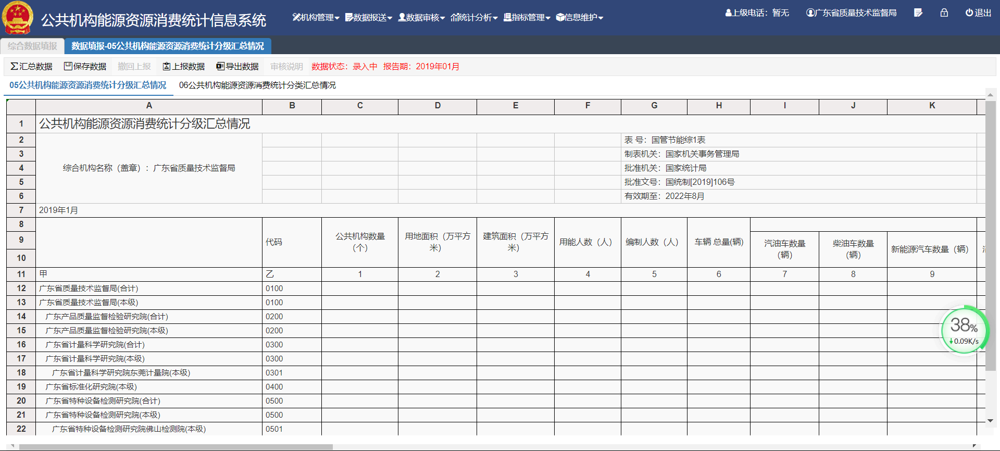 公共机构能源资源消费统计信息系统
机构管理 数据报送 数据审核 统计分析 指标管理 信息维护
上级电话：暂无 广东省质量技术监督局 退出
综合数据填报 数据填报-05公共机构能源资源消费统计分级汇总情况
汇总数据 保存数据 撤回上报 上报数据 导出数据 审核说明 数据状态：录入中 报告期：2019年01月
05公共机构能源资源消费统计分级汇总情况 06公共机构能源资源消费统计分类汇总情况
A B C D E F G H I J K
1 公共机构能源资源消费统计分级汇总情况
2 表 号：国管节能综1表
3 制表机关：国家机关事务管理局
4 综合机构名称（盖章）：广东省质量技术监督局 批准机关：国家统计局
5 批准文号：国统制[2019]106号
6 有效期至：2022年8月
7 2019年1月
8
9
10
代码 公共机构数量（个） 用地面积（万平方米） 建筑面积（万平方米） 用能人数（人） 编制人数（人） 车辆 总量(辆) 汽油车数量（辆） 柴油车数量（辆） 新能源汽车数量（辆）
11 甲 乙 1 2 3 4 5 6 7 8 9
12 广东省质量技术监督局(合计) 0100
13 广东省质量技术监督局(本级) 0100
14 广东产品质量监督检验研究院(合计) 0200
15 广东产品质量监督检验研究院(本级) 0200
16 广东省计量科学研究院(合计) 0300
17 广东省计量科学研究院(本级) 0300
18 广东省计量科学研究院东莞计量院(本级) 0301
19 广东省标准化研究院(本级) 0400
20 广东省特种设备检测研究院(合计) 0500
21 广东省特种设备检测研究院(本级) 0500
22 广东省特种设备检测研究院佛山检测院(本级) 0501
38%
0.09K/s